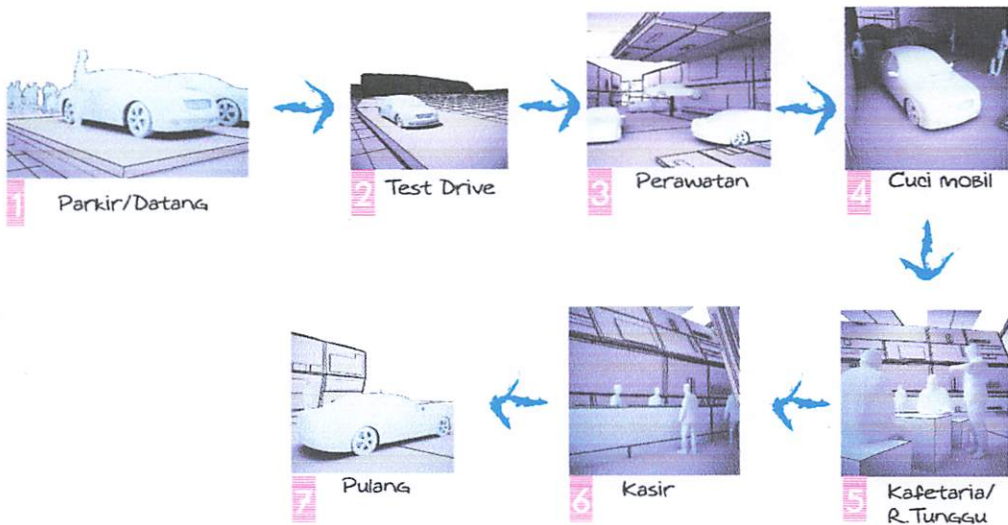 1 Parkir/Datang
2 Test Drive
3 Perawatan
4 Cuci mobil
5 Kafetaria/
R.Tunggu
6 Kasir
7 Pulang